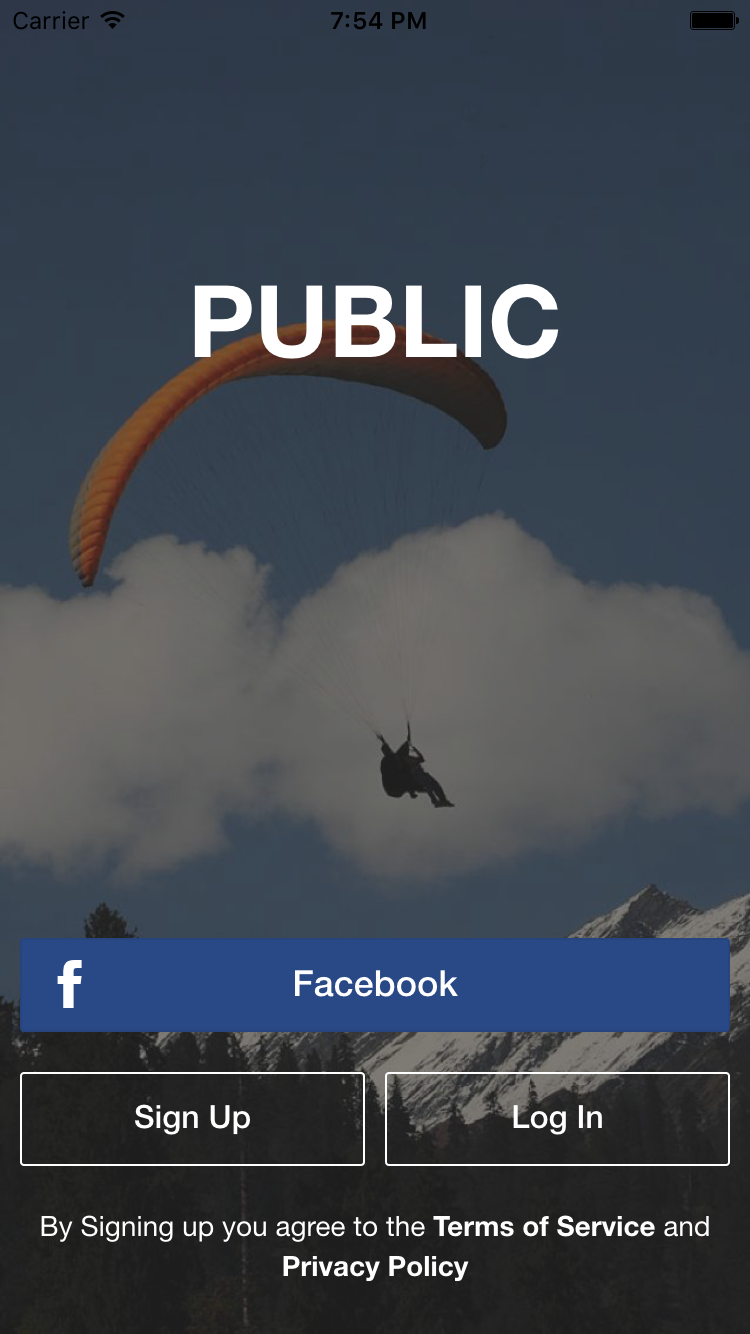 Carrier 7:54 PM
PUBLIC
f Facebook
Sign Up Log In
By Signing up you agree to the Terms of Service and
Privacy Policy